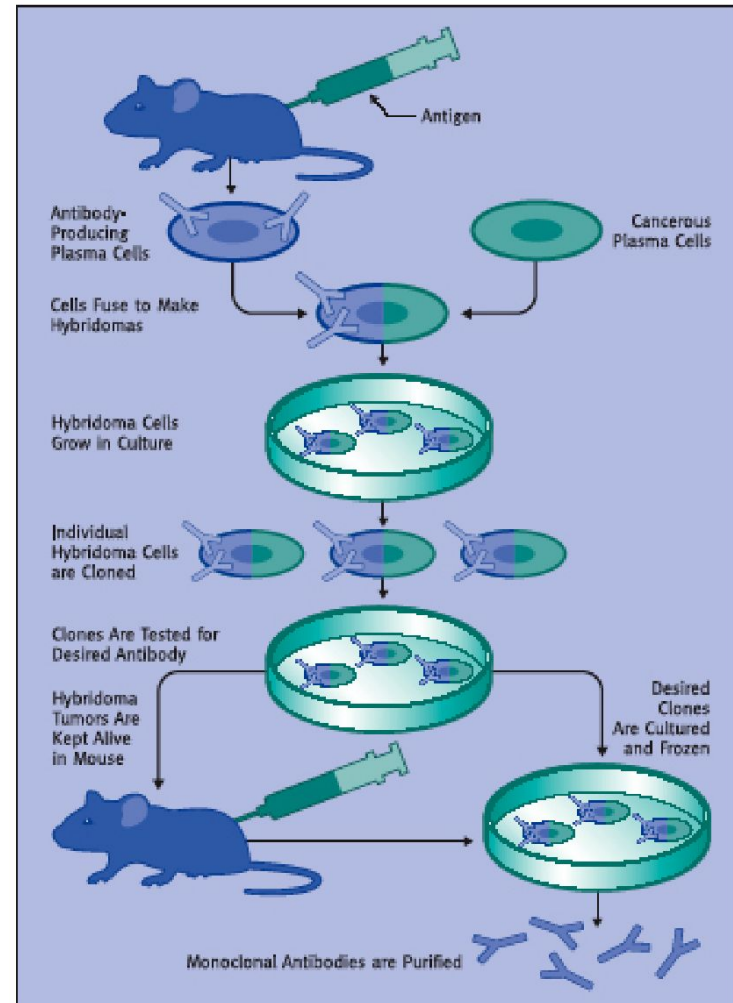 Antigen
Antibody-
Producing
Plasma Cells
Cancerous
Plasma Cells
Cells Fuse to Make
Hybridomas
Hybridoma Cells
Grow in Culture
Individual
Hybridoma Cells
are Cloned
Clones Are Tested for
Desired Antibody
Hybridoma
Tumors Are
Kept Alive
in Mouse
Desired
Clones
Are Cultured
and Frozen
Monoclonal Antibodies are Purified